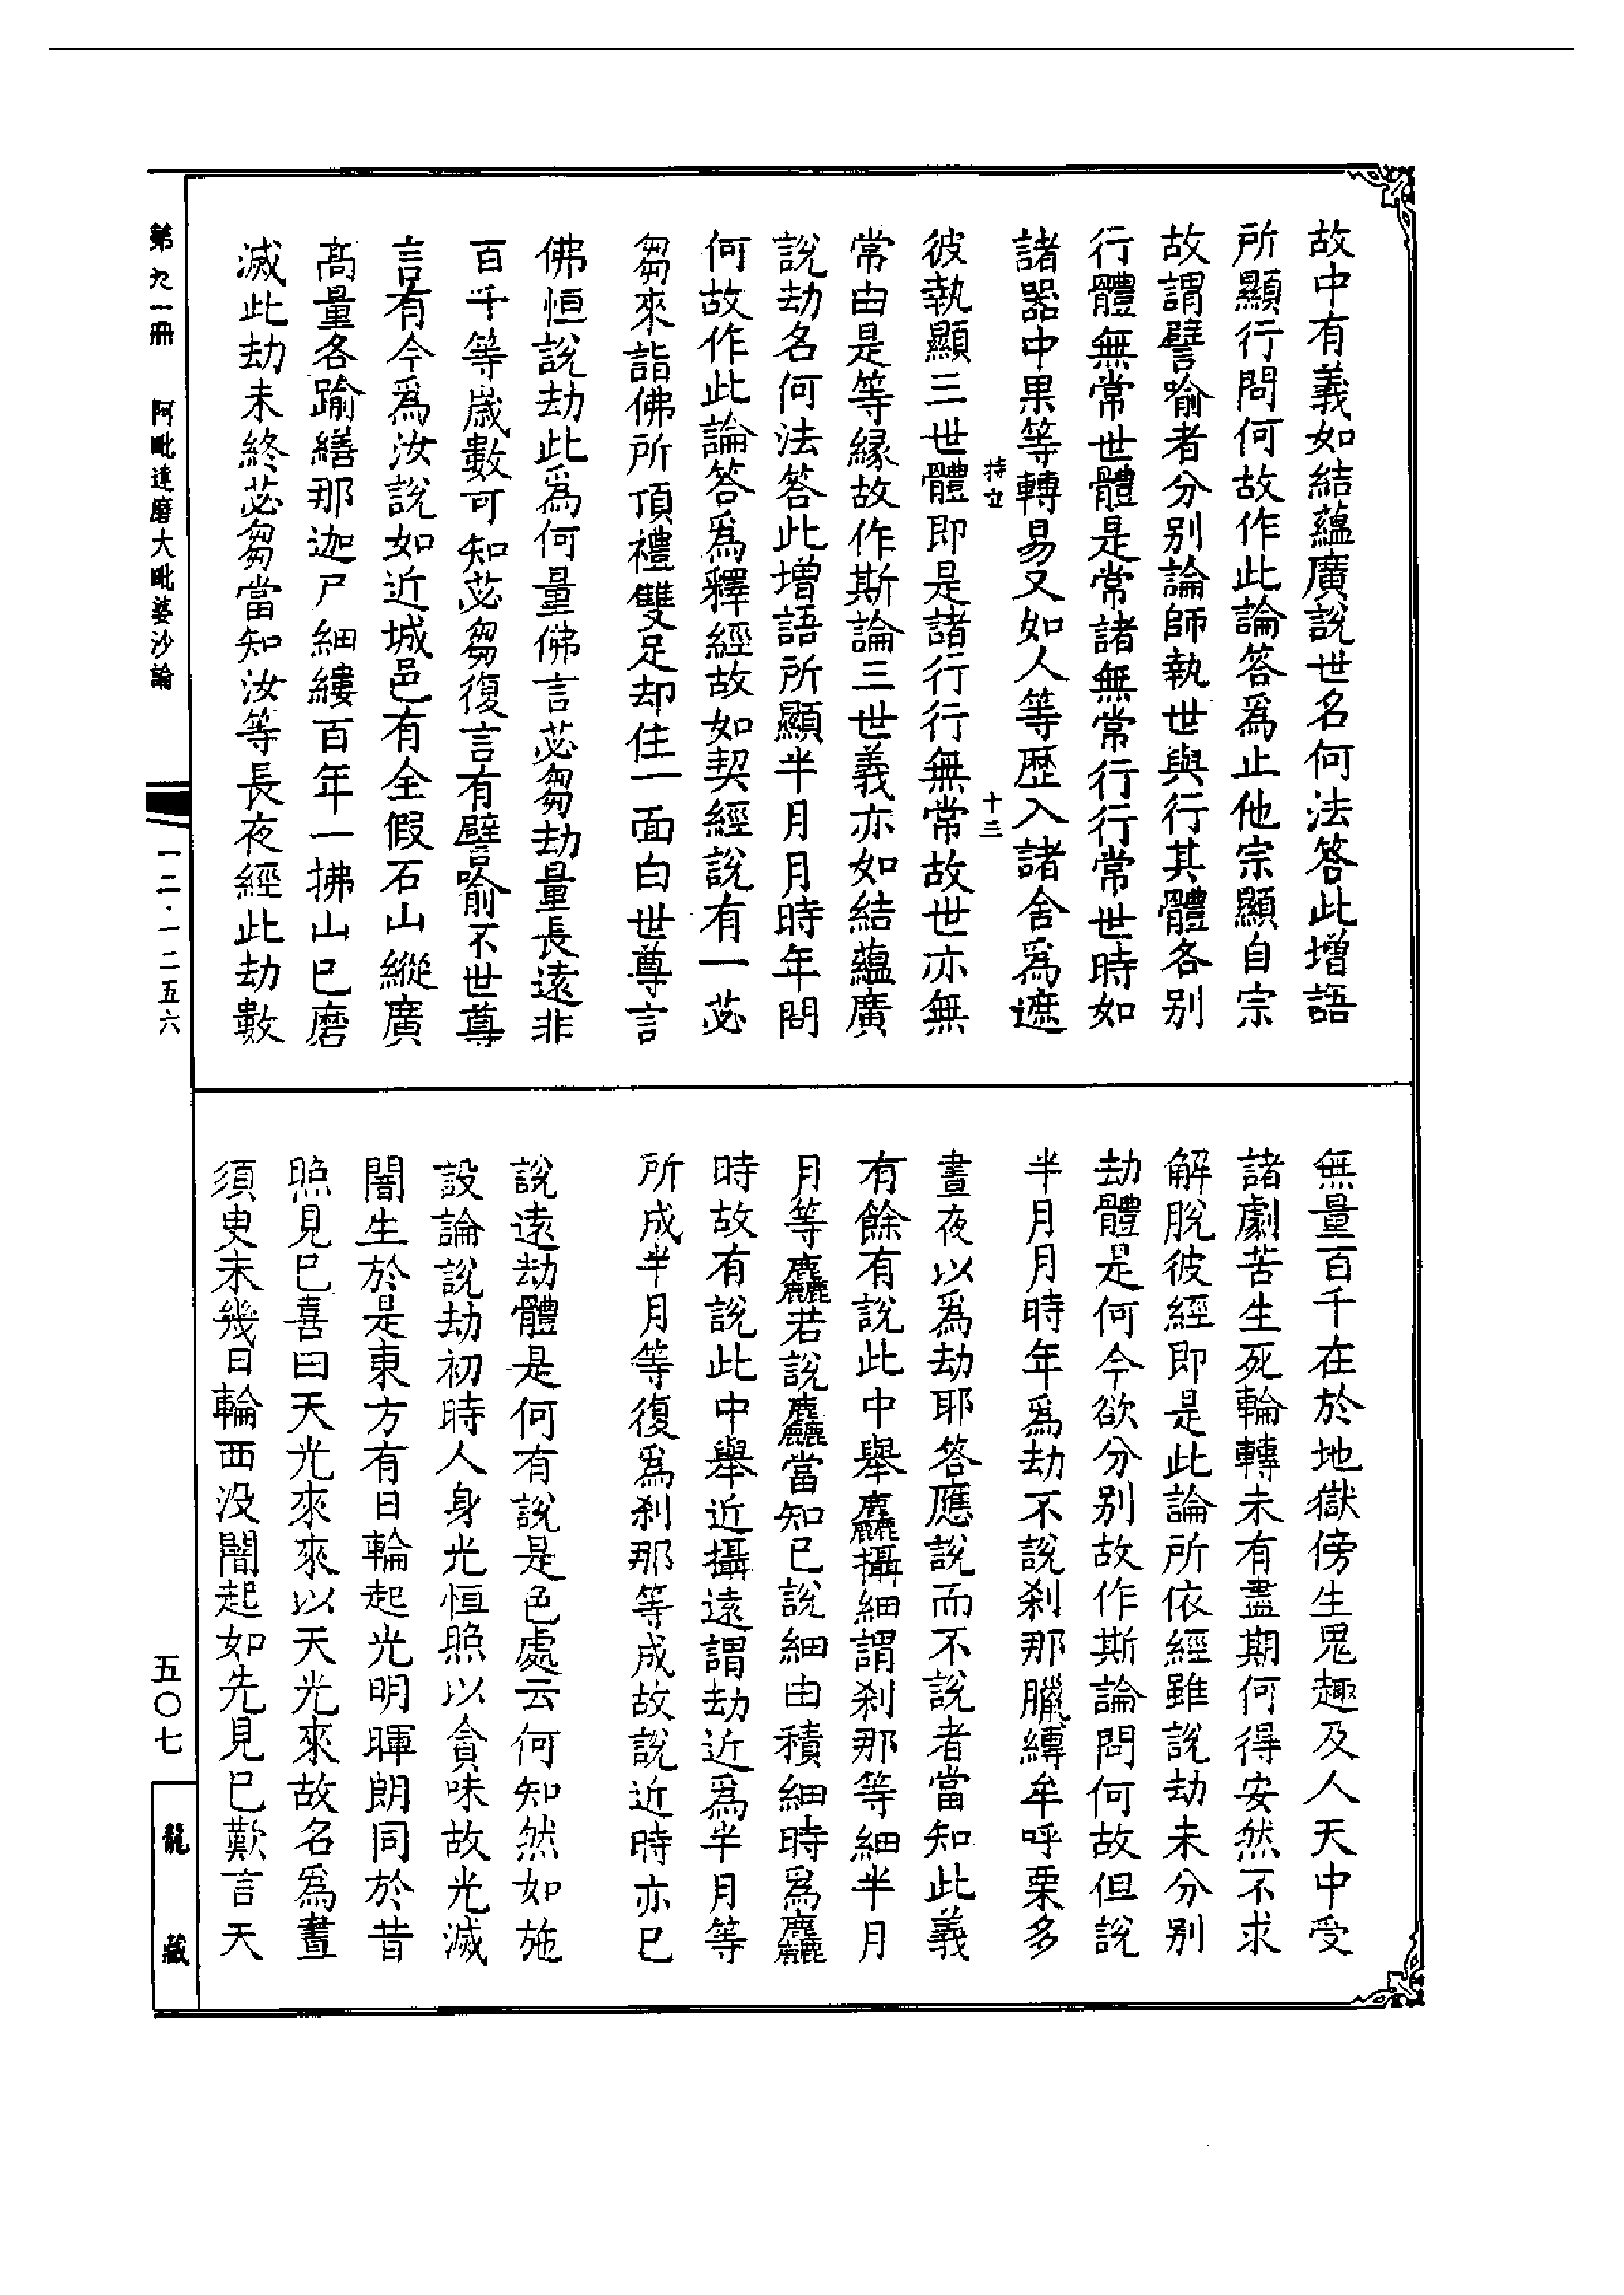 故中有義如結蘊廣說世名何法答此增語
所顯行問何故作此論答爲止他宗顯自宗
故謂譬喻者分别論師執世與行其體各别
行體無常世體是常諸無常行行常世時如
諸器中果等轉易又如人等歷入諸舍爲遮
持立 十三
彼執顯三世體即是諸行行無常故世亦無
常由是等緣故作斯論三世義亦如結蘊廣
說劫名何法答此增語所顯半月月時年問
何故作此論答爲釋經故如契經說有一苾
芻來詣佛所頂禮雙足却住一面白世尊言
佛恒說劫此爲何量佛言苾芻劫量長遠非
百千等歲數可知苾芻復言有譬喻不世尊
言有今爲汝說如近城邑有全假石山縱廣
高量各踰繕那迦尸細縷百年一拂山已磨
滅此劫未終苾芻當知汝等長夜經此劫數
無量百千在於地獄傍生鬼趣及人天中受
諸劇苦生死輪轉未有盡期何得安然不求
解脫彼經即是此論所依經雖說劫未分别
劫體是何今欲分别故作斯論問何故但說
半月月時年爲劫不說刹那臘縛牟呼栗多
晝夜以爲劫耶答應說而不說者當知此義
有餘有說此中舉麤攝細謂刹那等細半月
月等麤若說麤當知已說細由積細時爲麤
時故有說此中舉近攝遠謂劫近爲半月等
所成半月等復爲刹那等成故說近時亦已
說遠劫體是何有說是色處云何知然如施
設論說劫初時人身光恒照以貪味故光滅
闇生於是東方有日輪起光明暉朗同於昔
照見已喜曰天光來來以天光來故名爲晝
須臾未幾日輪西没闇起如先見已歎言天
第九一冊 阿毗達磨大毗婆沙論 一二·一二五六
五〇七
龍藏